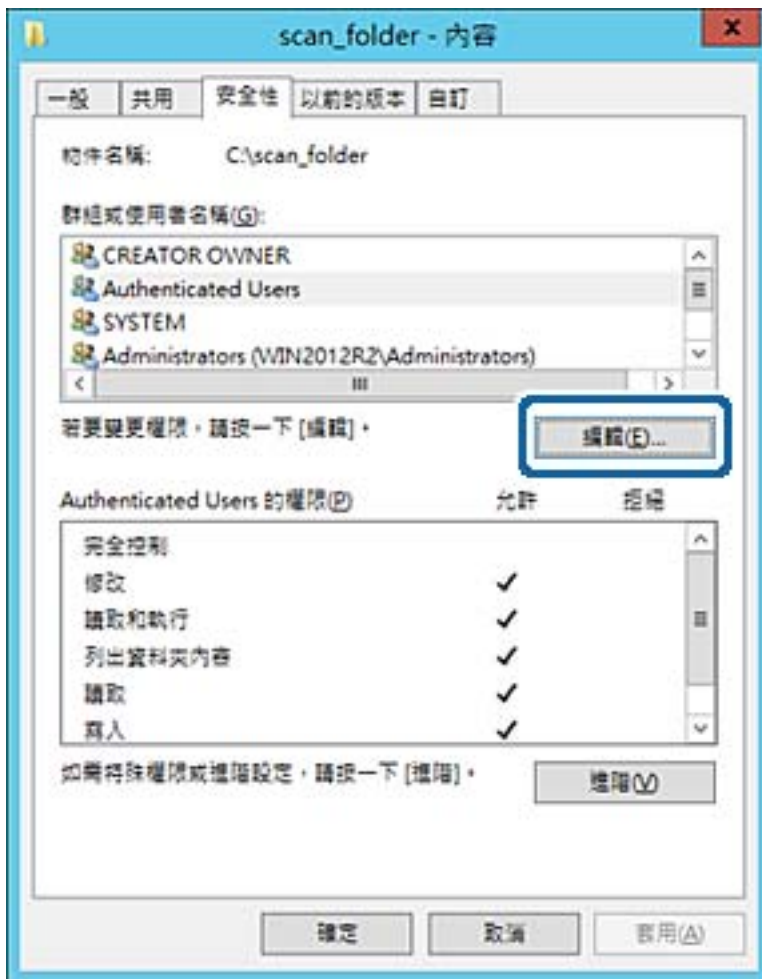 scan_folder - 內容
一般 共用 安全性 以前的版本 自訂
物件名稱: C:\scan_folder
群組或使用者名稱(G):
CREATOR OWNER
Authenticated Users
SYSTEM
Administrators (WIN2012R2\Administrators)
若要變更權限，請按一下 [編輯]。 編輯(E)...
Authenticated Users 的權限(P) 允許 拒絕
完全控制
修改
讀取和執行
列出資料夾內容
讀取
寫入
如需特殊權限或進階設定，請按一下 [進階]。 進階(V)
確定 取消 套用(A)